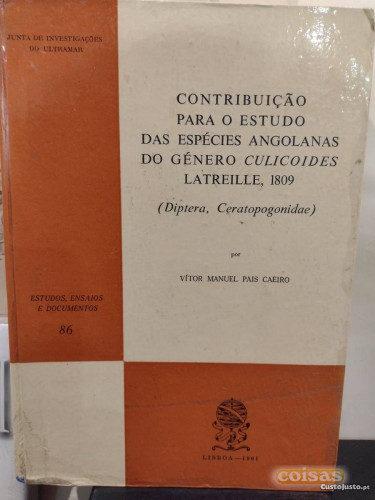 JUNTA DE INVESTIGAÇÕES
DO ULTRAMAR
CONTRIBUIÇÃO
PARA O ESTUDO
DAS ESPÉCIES ANGOLANAS
DO GÉNERO CULICOIDES
LATREILLE, 1809
(Diptera, Ceratopogonidae)
por
VÍTOR MANUEL PAIS CAEIRO
ESTUDOS, ENSAIOS
E DOCUMENTOS
86
LISBOA—1961
coisas
CustoJusto.pt